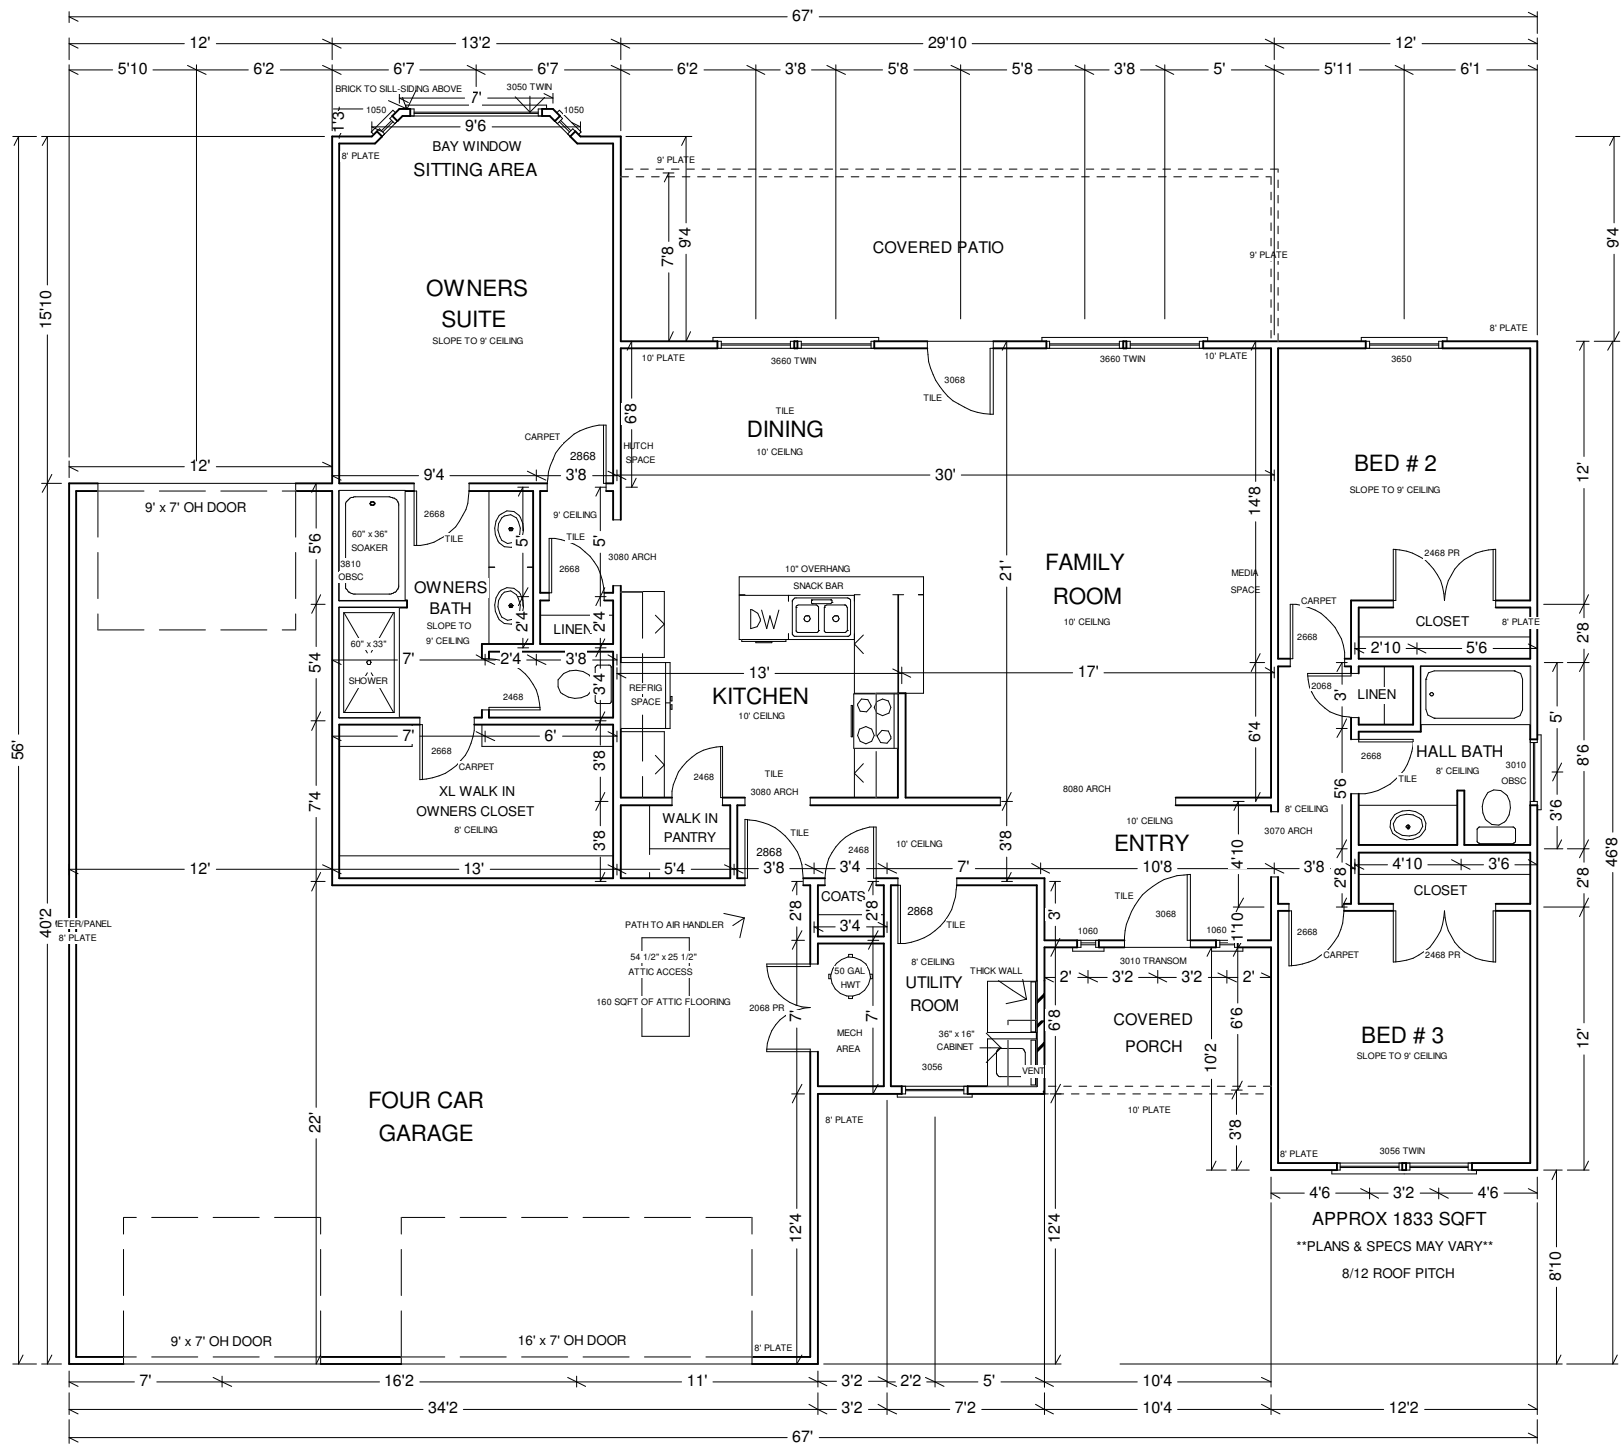 67'
12' 13'2 29'10 12'
5'10 6'2 6'7 6'7 6'2 3'8 5'8 5'8 3'8 5' 5'11 6'1
BRICK TO SILL-SIDING ABOVE 3050 TWIN
7'
1050 1050
1'3
9'6
BAY WINDOW
SITTING AREA
8' PLATE
9' PLATE
9'4
7'8
9'4
COVERED PATIO
9' PLATE
OWNERS
SUITE
SLOPE TO 9' CEILING
15'10
56'
8' PLATE
10' PLATE
3660 TWIN
3660 TWIN
10' PLATE
3650
3068
TILE
TILE
DINING
10' CEILNG
6'8
CARPET
2868
HUTCH
SPACE
12'
9'4 3'8 30'
BED # 2
SLOPE TO 9' CEILING
12'
14'8
9' x 7' OH DOOR
5'6
60" x 36"
SOAKER
3810
OBSC
2668
TILE
5'
9' CEILING
TILE
5'
2668
3080 ARCH
OWNERS
BATH
SLOPE TO
9' CEILING
2'4
LINEN
2'4
10" OVERHANG
SNACK BAR
DW
21'
FAMILY
ROOM
10' CEILNG
MEDIA
SPACE
2468 PR
CARPET
2668
CLOSET
8' PLATE
2'8
2'10 5'6
60" x 33"
SHOWER
5'4
7' 2'4 3'8
2468
3'4
REFRIG
SPACE
13'
17'
KITCHEN
10' CEILNG
2068
3'
LINEN
5'
7' 6'
2668
CARPET
3'8
6'4
HALL BATH
8' CEILING
2668
TILE
3010
OBSC
8'6
5'6
3'6
XL WALK IN
OWNERS CLOSET
8' CEILING
7'4
2468
TILE
3080 ARCH
8080 ARCH
WALK IN
PANTRY
3'8
TILE
2868
2468
10' CEILNG
3'8
10' CEILNG
ENTRY
4'10
8' CEILING
3070 ARCH
46'8
12' 13' 5'4 3'8 3'4 7' 10'8 3'8 4'10 3'6
2'8
2'8
CLOSET
40'2
METER/PANEL
8' PLATE
PATH TO AIR HANDLER
2'8
COATS
3'4
2'8
2868
TILE
3'
TILE
3068
1060
1060
1'10
2668
CARPET
2468 PR
54 1/2" x 25 1/2"
ATTIC ACCESS
160 SQFT OF ATTIC FLOORING
2068 PR
7'
50 GAL
HWT
MECH
AREA
7'
8' CEILING
UTILITY
ROOM
THICK WALL
36" x 16"
CABINET
3056
VENT
6'8
3010 TRANSOM
2' 3'2 3'2 2'
COVERED
PORCH
10'2
6'6
BED # 3
SLOPE TO 9' CEILING
12'
22'
FOUR CAR
GARAGE
8' PLATE
10' PLATE
3'8
8' PLATE
3056 TWIN
12'4
12'4
4'6 3'2 4'6
APPROX 1833 SQFT
**PLANS & SPECS MAY VARY**
8/12 ROOF PITCH
8'10
9' x 7' OH DOOR
16' x 7' OH DOOR
8' PLATE
7' 16'2 11' 3'2 2'2 5' 10'4
34'2 3'2 7'2 10'4 12'2
67'